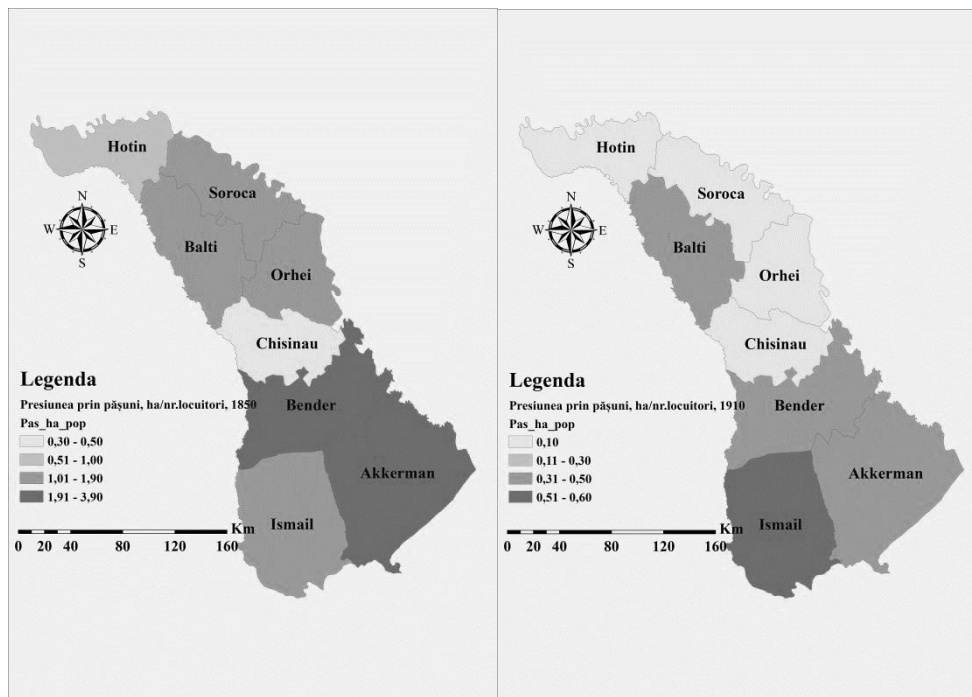 Hotin
Soroca
N
W E
S
Balti
Orhei
Chisinau
Legenda
Presiunea prin pășuni, ha/nr.locuitori, 1850
Bender
Pas_ha_pop
0,30 - 0,50
0,51 - 1,00
1,01 - 1,90
1,91 - 3,90
Akkerman
Ismail
Km
0 20 40 80 120 160
Hotin
Soroca
N
W E
S
Balti
Orhei
Chisinau
Legenda
Presiunea prin pășuni, ha/nr.locuitori, 1910
Bender
Pas_ha_pop
0,10
0,11 - 0,30
0,31 - 0,50
0,51 - 0,60
Akkerman
Ismail
Km
0 20 40 80 120 160